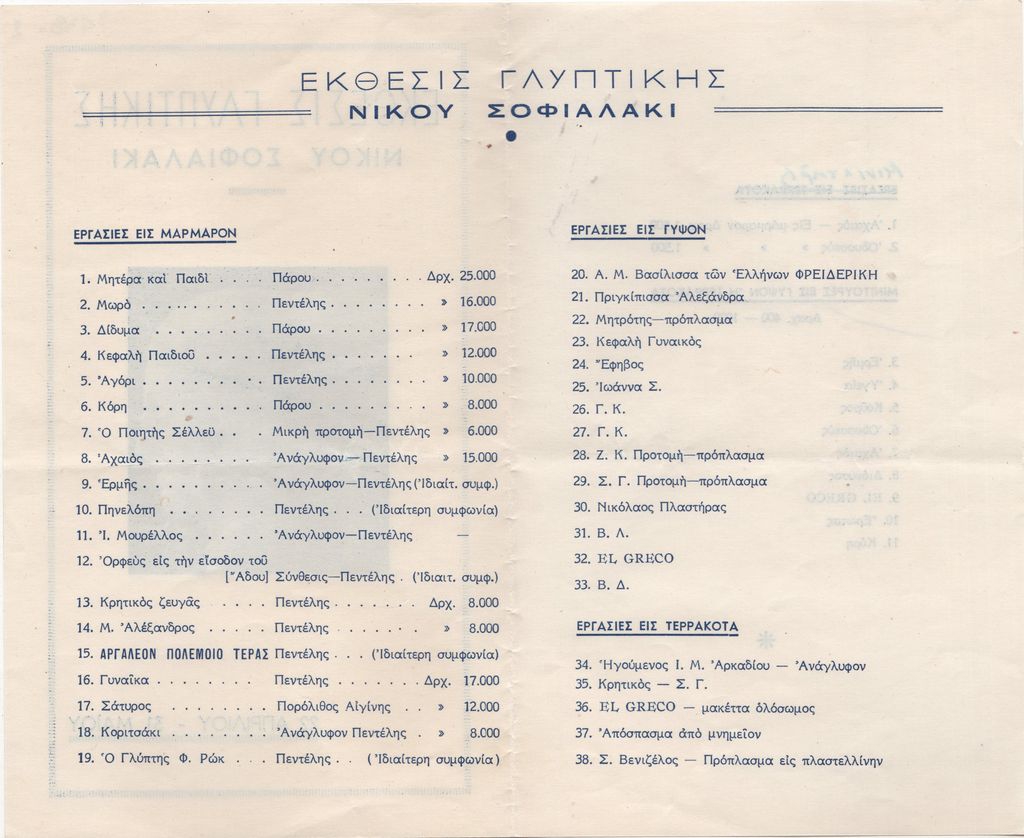 ΕΚΘΕΣΙΣ ΓΛΥΠΤΙΚΗΣ
ΝΙΚΟΥ ΣΟΦΙΑΛΑΚΙ
ΕΡΓΑΣΙΕΣ ΕΙΣ ΜΑΡΜΑΡΟΝ
1. Μητέρα καὶ Παιδὶ . . . . Πάρου . . . . . . . . Δρχ. 25.000
2. Μωρὸ . . . . . . . . . Πεντέλης . . . . . . . . » 16.000
3. Δίδυμα . . . . . . . . . Πάρου . . . . . . . . » 17.000
4. Κεφαλὴ Παιδιοῦ . . . . . Πεντέλης . . . . . . . » 12.000
5. Ἀγόρι . . . . . . . . . Πεντέλης . . . . . . . . » 10.000
6. Κόρη . . . . . . . . . Πάρου . . . . . . . . » 8.000
7. Ὁ Ποιητὴς Σέλλεϋ . . . Μικρὴ προτομὴ—Πεντέλης » 6.000
8. Ἀχαιὸς . . . . . . . . Ἀνάγλυφον — Πεντέλης » 15.000
9. Ἑρμῆς . . . . . . . . . Ἀνάγλυφον—Πεντέλης (Ἰδιαίτ. συμφ.)
10. Πηνελόπη . . . . . . . Πεντέλης . . . (Ἰδιαίτερη συμφωνία)
11. Ἰ. Μουρέλλος . . . . . . Ἀνάγλυφον—Πεντέλης —
12. Ὀρφεὺς εἰς τὴν εἴσοδον τοῦ
[Ἅδου] Σύνθεσις—Πεντέλης . (Ἰδιαιτ. συμφ.)
13. Κρητικὸς ζευγᾶς . . . . Πεντέλης . . . . . . Δρχ. 8.000
14. Μ. Ἀλέξανδρος . . . . . Πεντέλης . . . . . . » 8.000
15. ΑΡΓΑΛΕΟΝ ΠΟΛΕΜΟΙΟ ΤΕΡΑΣ Πεντέλης . . . (Ἰδιαίτερη συμφωνία)
16. Γυναῖκα . . . . . . . . Πεντέλης . . . . . . Δρχ. 17.000
17. Σάτυρος . . . . . . . . Πορόλιθος Αἰγίνης . . » 12.000
18. Κοριτσάκι . . . . . . . Ἀνάγλυφον Πεντέλης . » 8.000
19. Ὁ Γλύπτης Φ. Ρὼκ . . . Πεντέλης . . (Ἰδιαίτερη συμφωνία)
ΕΡΓΑΣΙΕΣ ΕΙΣ ΓΥΨΟΝ
20. Α. Μ. Βασίλισσα τῶν Ἑλλήνων ΦΡΕΙΔΕΡΙΚΗ
21. Πριγκίπισσα Ἀλεξάνδρα
22. Μητρότης—πρόπλασμα
23. Κεφαλὴ Γυναικὸς
24. Ἔφηβος
25. Ἰωάννα Σ.
26. Γ. Κ.
27. Γ. Κ.
28. Ζ. Κ. Προτομὴ—πρόπλασμα
29. Σ. Γ. Προτομὴ—πρόπλασμα
30. Νικόλαος Πλαστήρας
31. Β. Λ.
32. EL GRECO
33. Β. Δ.
ΕΡΓΑΣΙΕΣ ΕΙΣ ΤΕΡΡΑΚΟΤΑ
34. Ἡγούμενος Ι. Μ. Ἀρκαδίου — Ἀνάγλυφον
35. Κρητικὸς — Σ. Γ.
36. EL GRECO — μακέττα ὁλόσωμος
37. Ἀπόσπασμα ἀπὸ μνημεῖον
38. Σ. Βενιζέλος — Πρόπλασμα εἰς πλαστελλίνην